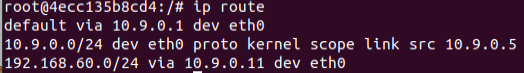 root@4ecc135b8cd4:/# ip route
default via 10.9.0.1 dev eth0
10.9.0.0/24 dev eth0 proto kernel scope link src 10.9.0.5
192.168.60.0/24 via 10.9.0.11 dev eth0